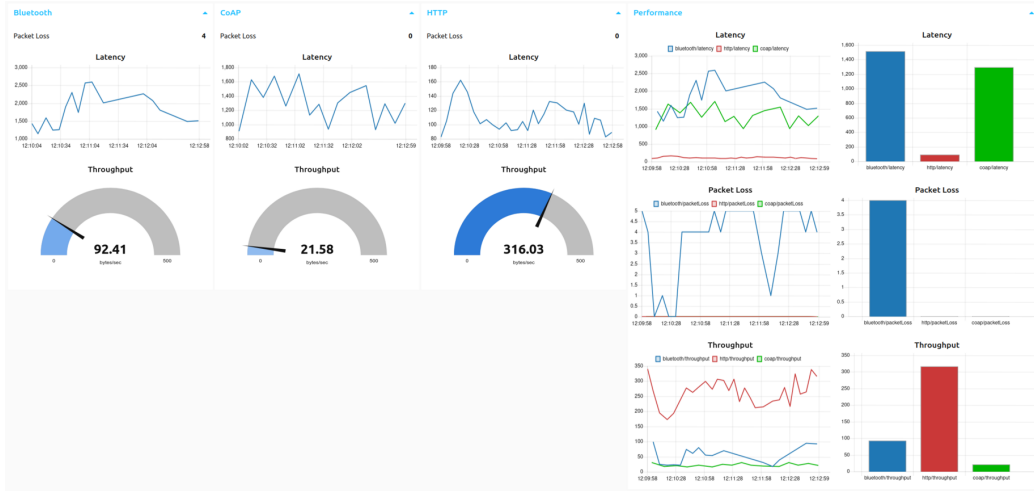 Bluetooth
Packet Loss 4
Latency
3,000
2,500
2,000
1,500
1,000
12:10:04 12:10:34 12:11:04 12:11:34 12:12:04 12:12:58
Throughput
92.41
0 bytes/sec 500
CoAP
Packet Loss 0
Latency
1,800
1,600
1,400
1,200
1,000
800
12:10:02 12:10:32 12:11:02 12:11:32 12:12:02 12:12:59
Throughput
21.58
0 bytes/sec 500
HTTP
Packet Loss 0
Latency
180
160
140
120
100
80
12:09:58 12:10:28 12:10:58 12:11:28 12:11:58 12:12:28 12:12:58
Throughput
316.03
0 bytes/sec 500
Performance
Latency
bluetooth/latency http/latency coap/latency
3,000
2,500
2,000
1,500
1,000
500
0
12:09:58 12:10:28 12:10:58 12:11:28 12:11:58 12:12:28 12:12:59
Latency
1,600
1,400
1,200
1,000
800
600
400
200
0
bluetooth/latency http/latency coap/latency
Packet Loss
bluetooth/packetLoss http/packetLoss coap/packetLoss
5
4.5
4
3.5
3
2.5
2
1.5
1
0.5
0
12:09:58 12:10:28 12:10:58 12:11:28 12:11:58 12:12:28 12:12:59
Packet Loss
4
3.5
3
2.5
2
1.5
1
0.5
0
bluetooth/packetLoss http/packetLoss coap/packetLoss
Throughput
bluetooth/throughput http/throughput coap/throughput
350
300
250
200
150
100
50
0
12:09:58 12:10:28 12:10:58 12:11:28 12:11:58 12:12:28 12:12:59
Throughput
350
300
250
200
150
100
50
0
bluetooth/throughput http/throughput coap/throughput